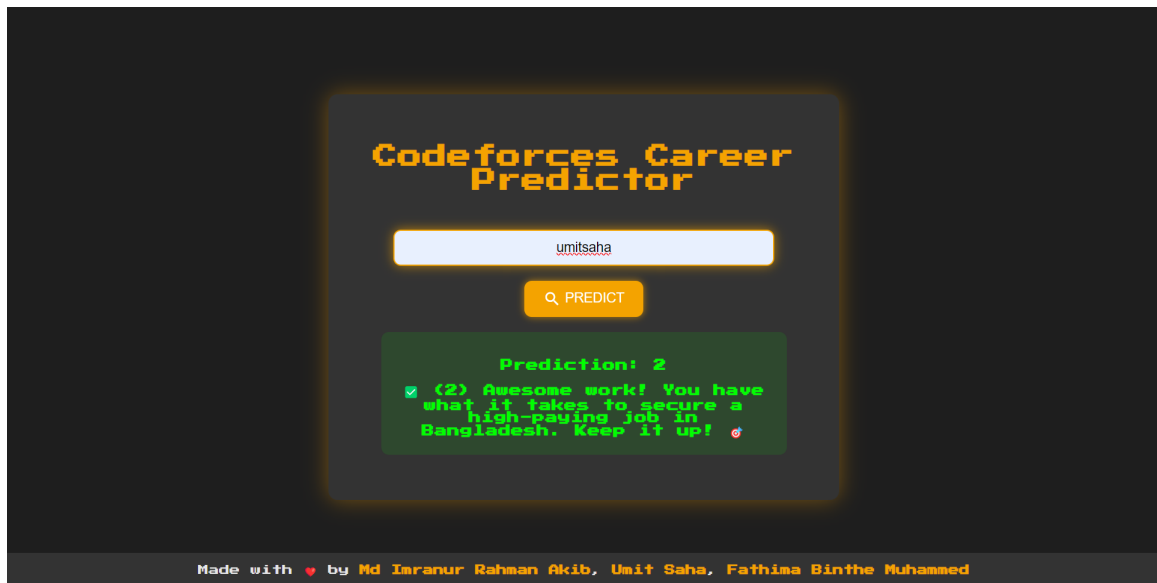 Codeforces Career
Predictor
umitsaha
PREDICT
Prediction: 2
✅ (2) Awesome work! You have
what it takes to secure a
high-paying job in
Bangladesh. Keep it up! 🎯
Made with ❤️ by Md Imranur Rahman Akib, Umit Saha, Fathima Binthe Muhammed